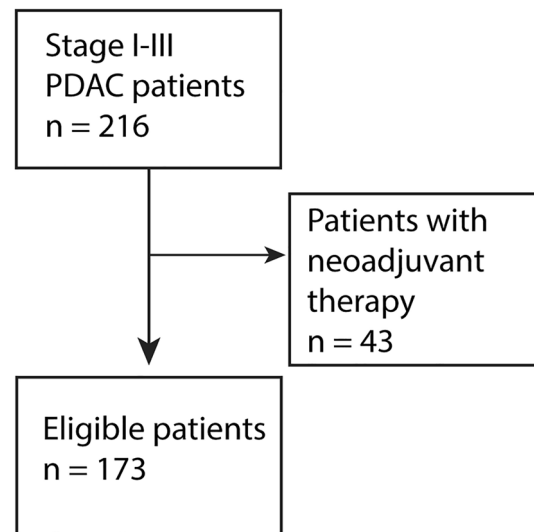 Stage I-III
PDAC patients
n = 216
Patients with
neoadjuvant
therapy
n = 43
Eligible patients
n = 173